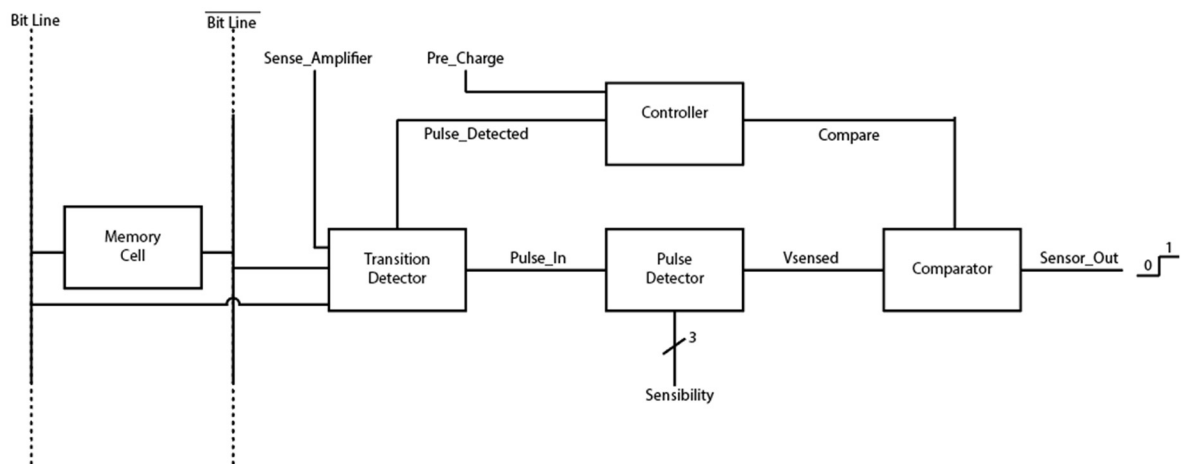 Bit Line
Bit Line
Sense_Amplifier
Pre_Charge
Controller
Pulse_Detected
Compare
Memory
Cell
Transition
Detector
Pulse_In
Pulse
Detector
Vsensed
Comparator
Sensor_Out
0
1
3
Sensibility